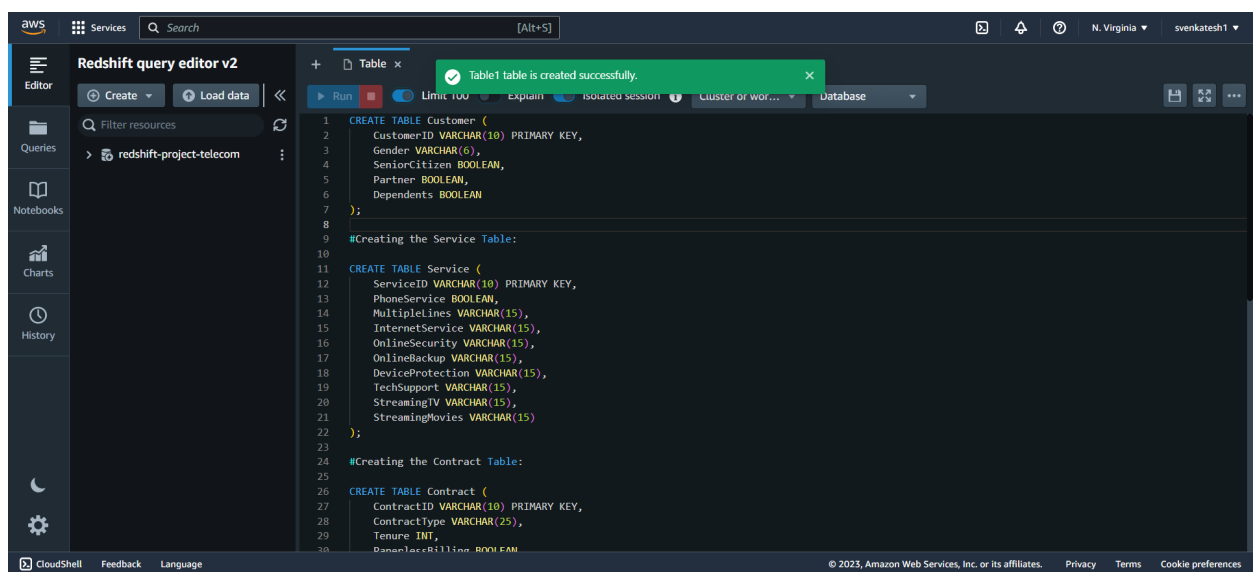 aws
Services
Search
[Alt+S]
N. Virginia
svenkatesh1
Editor
Queries
Notebooks
Charts
History
Redshift query editor v2
Create
Load data
Filter resources
redshift-project-telecom
Table
Table1 table is created successfully.
Run
Limit 100
Explain
Isolated session
Cluster or wor...
Database
1 CREATE TABLE Customer (
2 CustomerID VARCHAR(10) PRIMARY KEY,
3 Gender VARCHAR(6),
4 SeniorCitizen BOOLEAN,
5 Partner BOOLEAN,
6 Dependents BOOLEAN
7 );
8
9 #Creating the Service Table:
10
11 CREATE TABLE Service (
12 ServiceID VARCHAR(10) PRIMARY KEY,
13 PhoneService BOOLEAN,
14 MultipleLines VARCHAR(15),
15 InternetService VARCHAR(15),
16 OnlineSecurity VARCHAR(15),
17 OnlineBackup VARCHAR(15),
18 DeviceProtection VARCHAR(15),
19 TechSupport VARCHAR(15),
20 StreamingTV VARCHAR(15),
21 StreamingMovies VARCHAR(15)
22 );
23
24 #Creating the Contract Table:
25
26 CREATE TABLE Contract (
27 ContractID VARCHAR(10) PRIMARY KEY,
28 ContractType VARCHAR(25),
29 Tenure INT,
30 PaperlessBilling BOOLEAN
CloudShell
Feedback
Language
© 2023, Amazon Web Services, Inc. or its affiliates.
Privacy
Terms
Cookie preferences